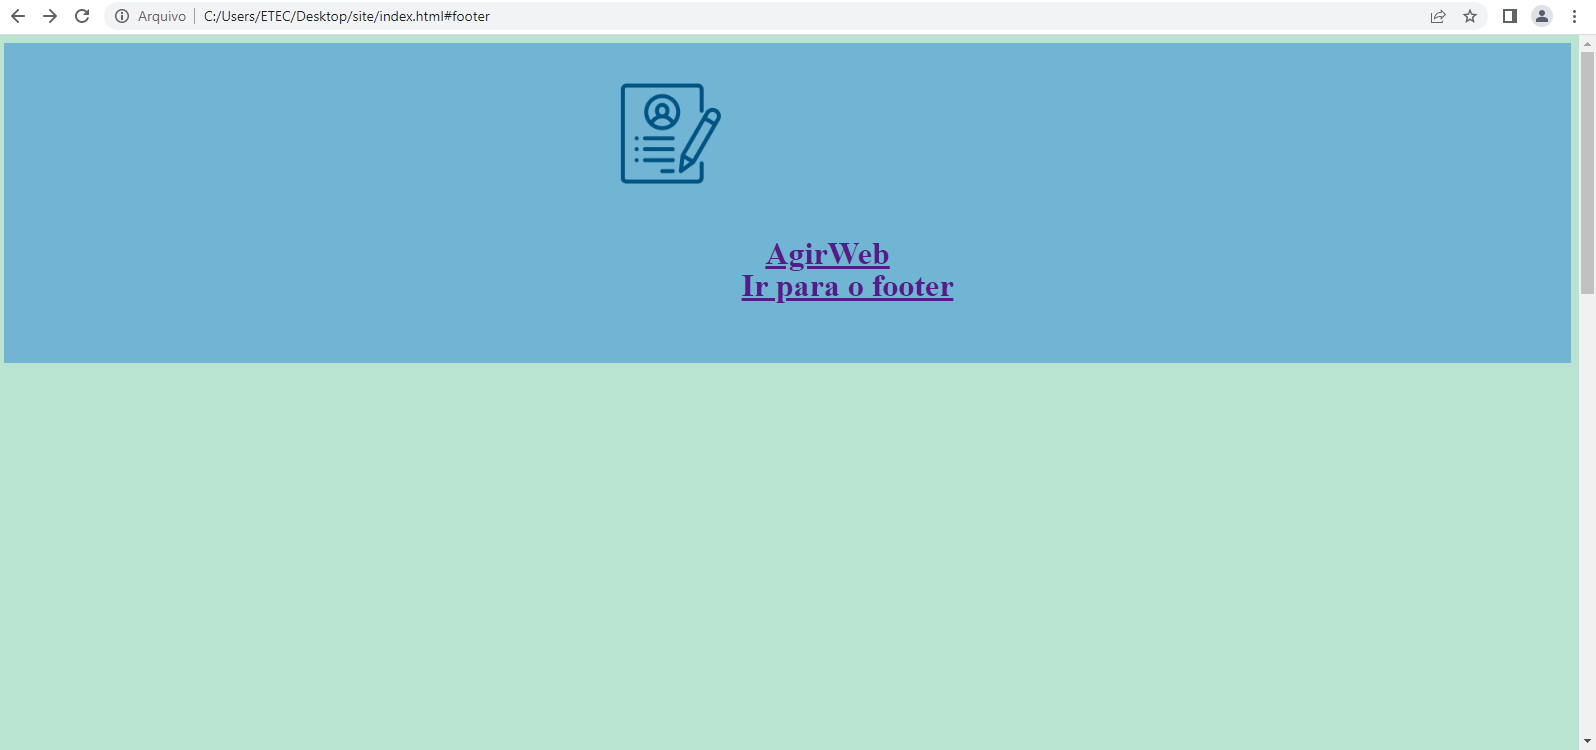 Arquivo C:/Users/ETEC/Desktop/site/index.html#footer
AgirWeb
Ir para o footer